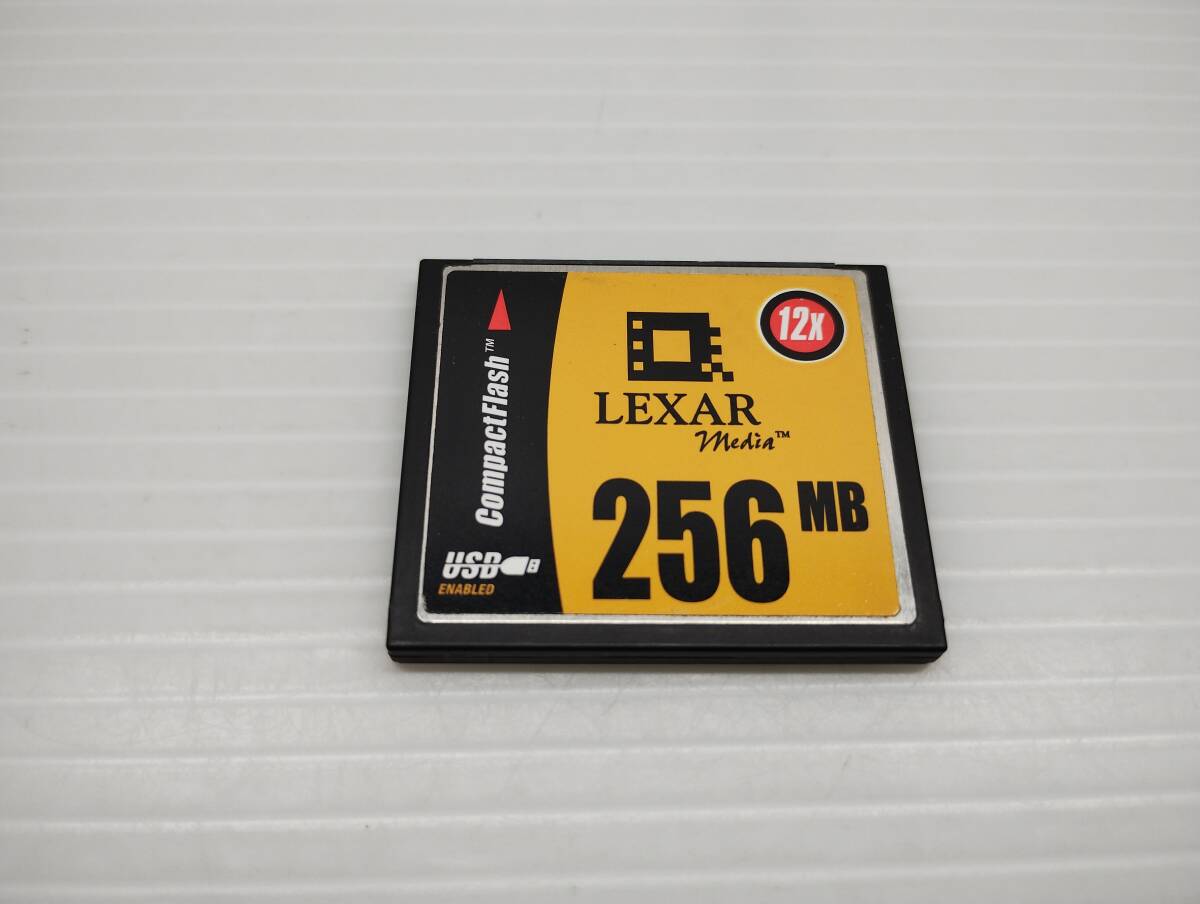 CompactFlash™
USB
ENABLED
12x
LEXAR
Media™
256 MB